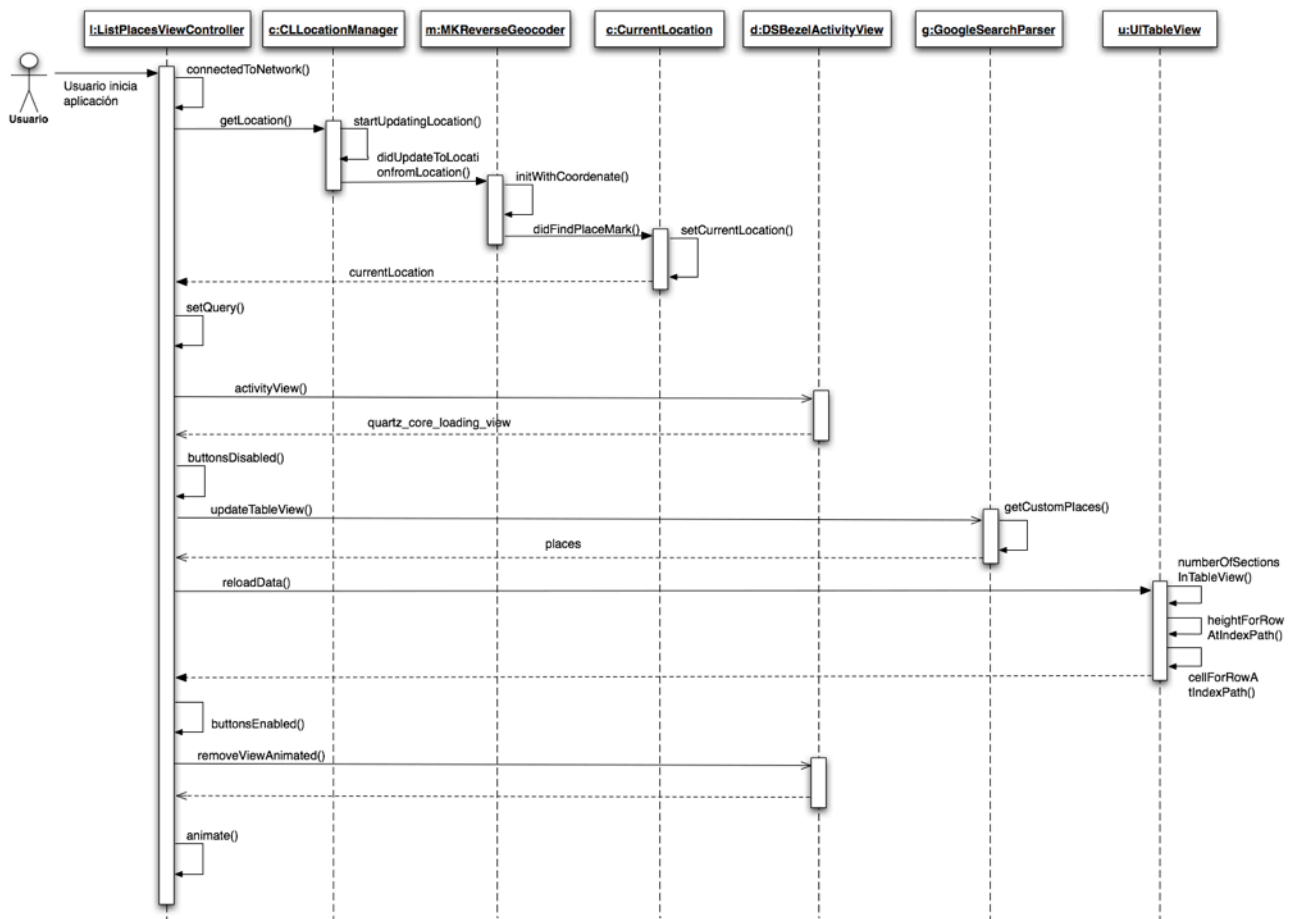 l:ListPlacesViewController
c:CLLocationManager
m:MKReverseGeocoder
c:CurrentLocation
d:DSBezelActivityView
g:GoogleSearchParser
u:UITableView
Usuario
Usuario inicia
aplicación
connectedToNetwork()
getLocation()
startUpdatingLocation()
didUpdateToLocati
onfromLocation()
initWithCoordenate()
didFindPlaceMark()
setCurrentLocation()
currentLocation
setQuery()
activityView()
quartz_core_loading_view
buttonsDisabled()
updateTableView()
getCustomPlaces()
places
reloadData()
numberOfSections
InTableView()
heightForRow
AtIndexPath()
cellForRowA
tIndexPath()
buttonsEnabled()
removeViewAnimated()
animate()